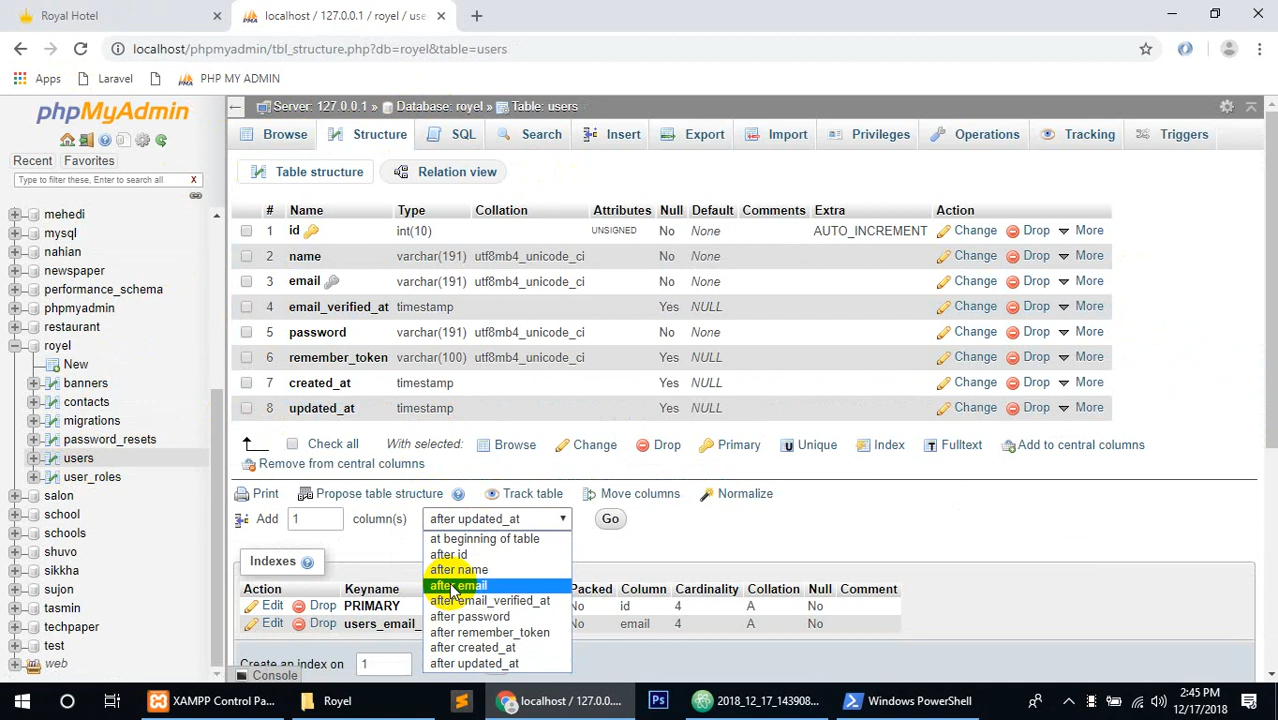 Royal Hotel
localhost / 127.0.0.1 / royel / use
localhost/phpmyadmin/tbl_structure.php?db=royel&table=users
Apps
Laravel
PHP MY ADMIN
phpMyAdmin
Recent
Favorites
Type to filter these, Enter to search all
X
mehedi
mysql
nahian
newspaper
performance_schema
phpmyadmin
restaurant
royel
New
banners
contacts
migrations
password_resets
users
user_roles
salon
school
schools
shuvo
sikkha
sujon
tasmin
techpaper
test
web
Server: 127.0.0.1 » Database: royel » Table: users
Browse Structure SQL Search Insert Export Import Privileges Operations Tracking Triggers
Table structure Relation view
# Name Type Collation Attributes Null Default Comments Extra Action
1 id int(10) UNSIGNED No None AUTO_INCREMENT Change Drop More
2 name varchar(191) utf8mb4_unicode_ci No None Change Drop More
3 email varchar(191) utf8mb4_unicode_ci No None Change Drop More
4 email_verified_at timestamp Yes NULL Change Drop More
5 password varchar(191) utf8mb4_unicode_ci No None Change Drop More
6 remember_token varchar(100) utf8mb4_unicode_ci Yes NULL Change Drop More
7 created_at timestamp Yes NULL Change Drop More
8 updated_at timestamp Yes NULL Change Drop More
Check all With selected: Browse Change Drop Primary Unique Index Fulltext Add to central columns
Remove from central columns
Print Propose table structure Track table Move columns Normalize
Add 1 column(s) after updated_at Go
at beginning of table
after id
after name
after email
after email_verified_at
after password
after remember_token
after created_at
after updated_at
Indexes
Action Keyname Packed Column Cardinality Collation Null Comment
Edit Drop PRIMARY No id 4 A No
Edit Drop users_email_ No email 4 A No
Create an index on 1
Console
XAMPP Control Pa...
Royel
localhost / 127.0.0....
2018_12_17_143908...
Windows PowerShell
2:45 PM
12/17/2018